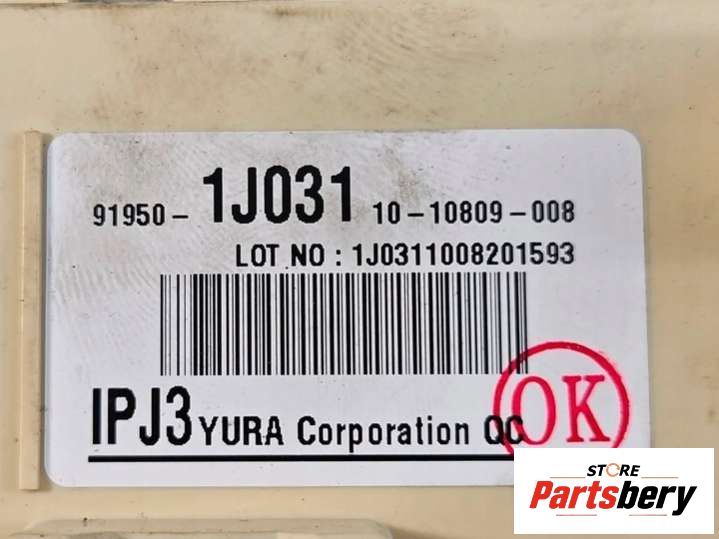 91950- 1J031 10-10809-008
LOT NO : 1J0311008201593
IPJ3 YURA Corporation QC
OK
STORE
Partsbery